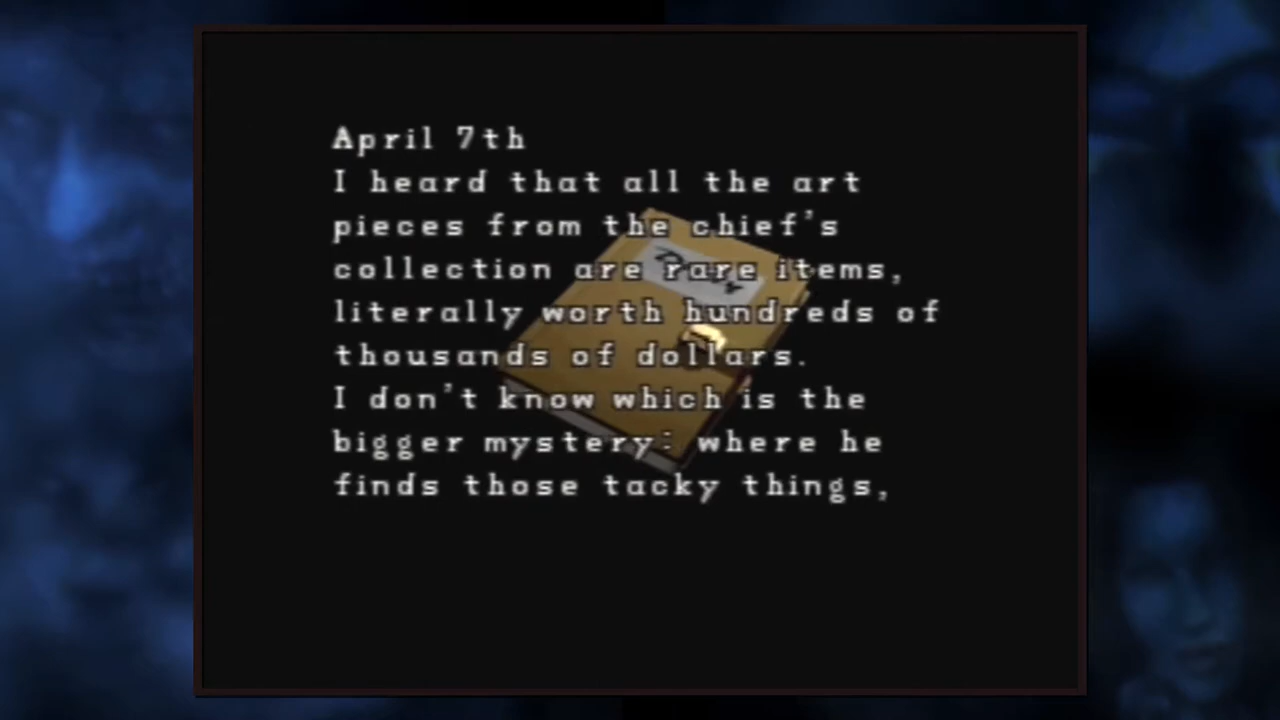 April 7th
I heard that all the art
pieces from the chief's
collection are rare items,
literally worth hundreds of
thousands of dollars.
I don't know which is the
bigger mystery: where he
finds those tacky things,